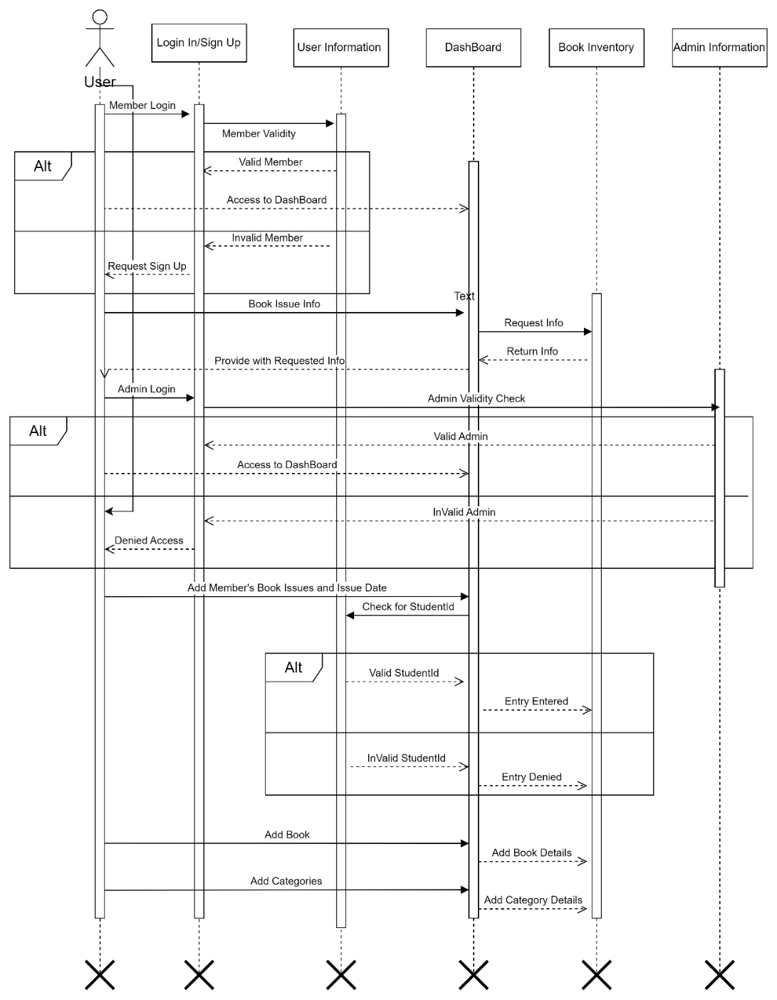 Login In/Sign Up
User Information
DashBoard
Book Inventory
Admin Information
User
Member Login
Member Validity
Alt
Valid Member
Access to DashBoard
Invalid Member
Request Sign Up
Text
Book Issue Info
Request Info
Return Info
Provide with Requested Info
Admin Login
Admin Validity Check
Alt
Valid Admin
Access to DashBoard
InValid Admin
Denied Access
Add Member's Book Issues and Issue Date
Check for StudentId
Alt
Valid StudentId
Entry Entered
InValid StudentId
Entry Denied
Add Book
Add Book Details
Add Categories
Add Category Details